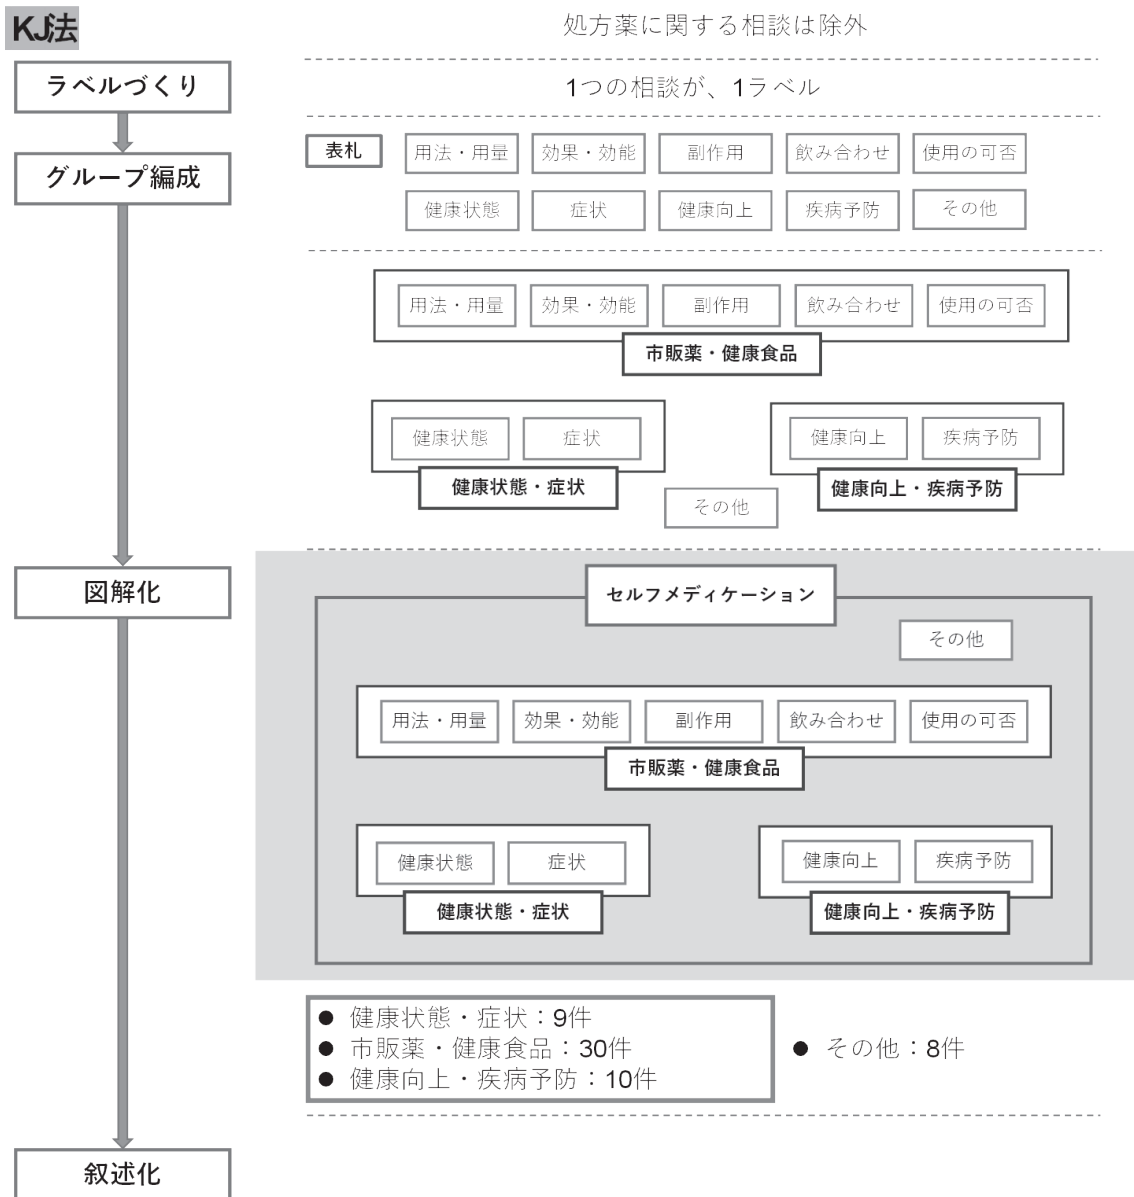 KJ法
処方薬に関する相談は除外
ラベルづくり
1つの相談が、1ラベル
グループ編成
表札
用法・用量 効果・効能 副作用 飲み合わせ 使用の可否
健康状態 症状 健康向上 疾病予防 その他
用法・用量 効果・効能 副作用 飲み合わせ 使用の可否
市販薬・健康食品
健康状態 症状 健康向上 疾病予防
健康状態・症状 健康向上・疾病予防
その他
図解化
セルフメディケーション
その他
用法・用量 効果・効能 副作用 飲み合わせ 使用の可否
市販薬・健康食品
健康状態 症状 健康向上 疾病予防
健康状態・症状 健康向上・疾病予防
● 健康状態・症状：9件
● 市販薬・健康食品：30件 ● その他：8件
● 健康向上・疾病予防：10件
叙述化